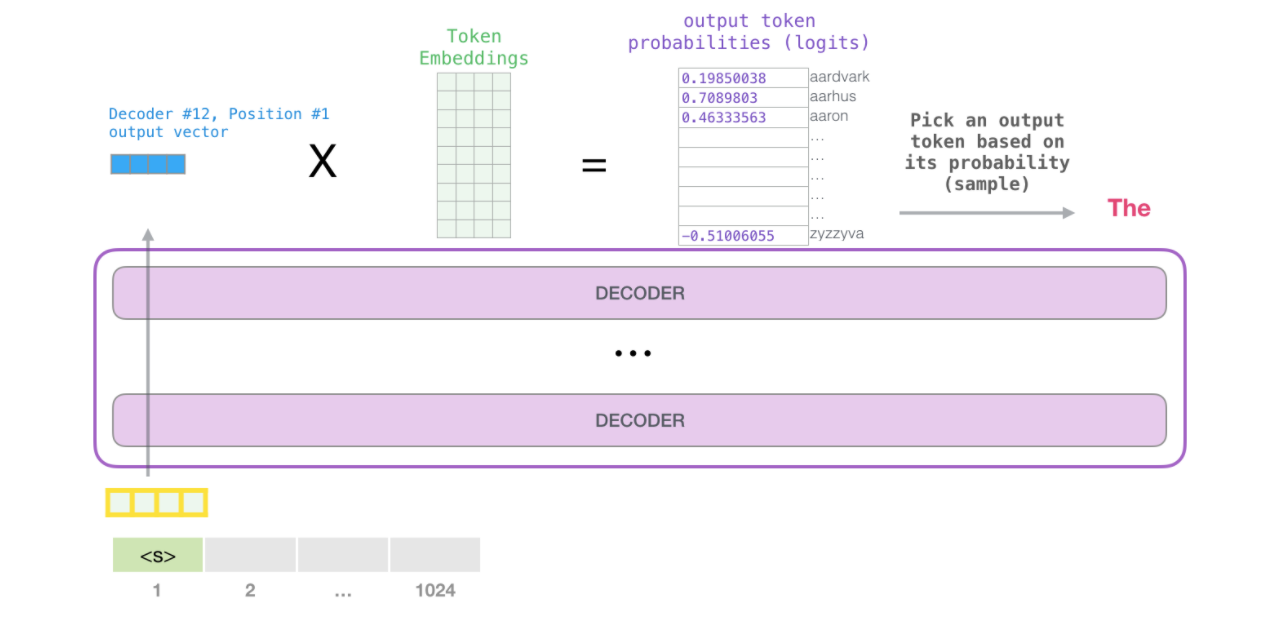 output token
probabilities (logits)
Token
Embeddings
Decoder #12, Position #1
output vector
X
=
0.19850038 aardvark
0.7089803 aarhus
0.46333563 aaron
...
...
...
...
...
-0.51006055 zyzzyva
Pick an output
token based on
its probability
(sample)
The
DECODER
...
DECODER
<s>
1 2 ... 1024